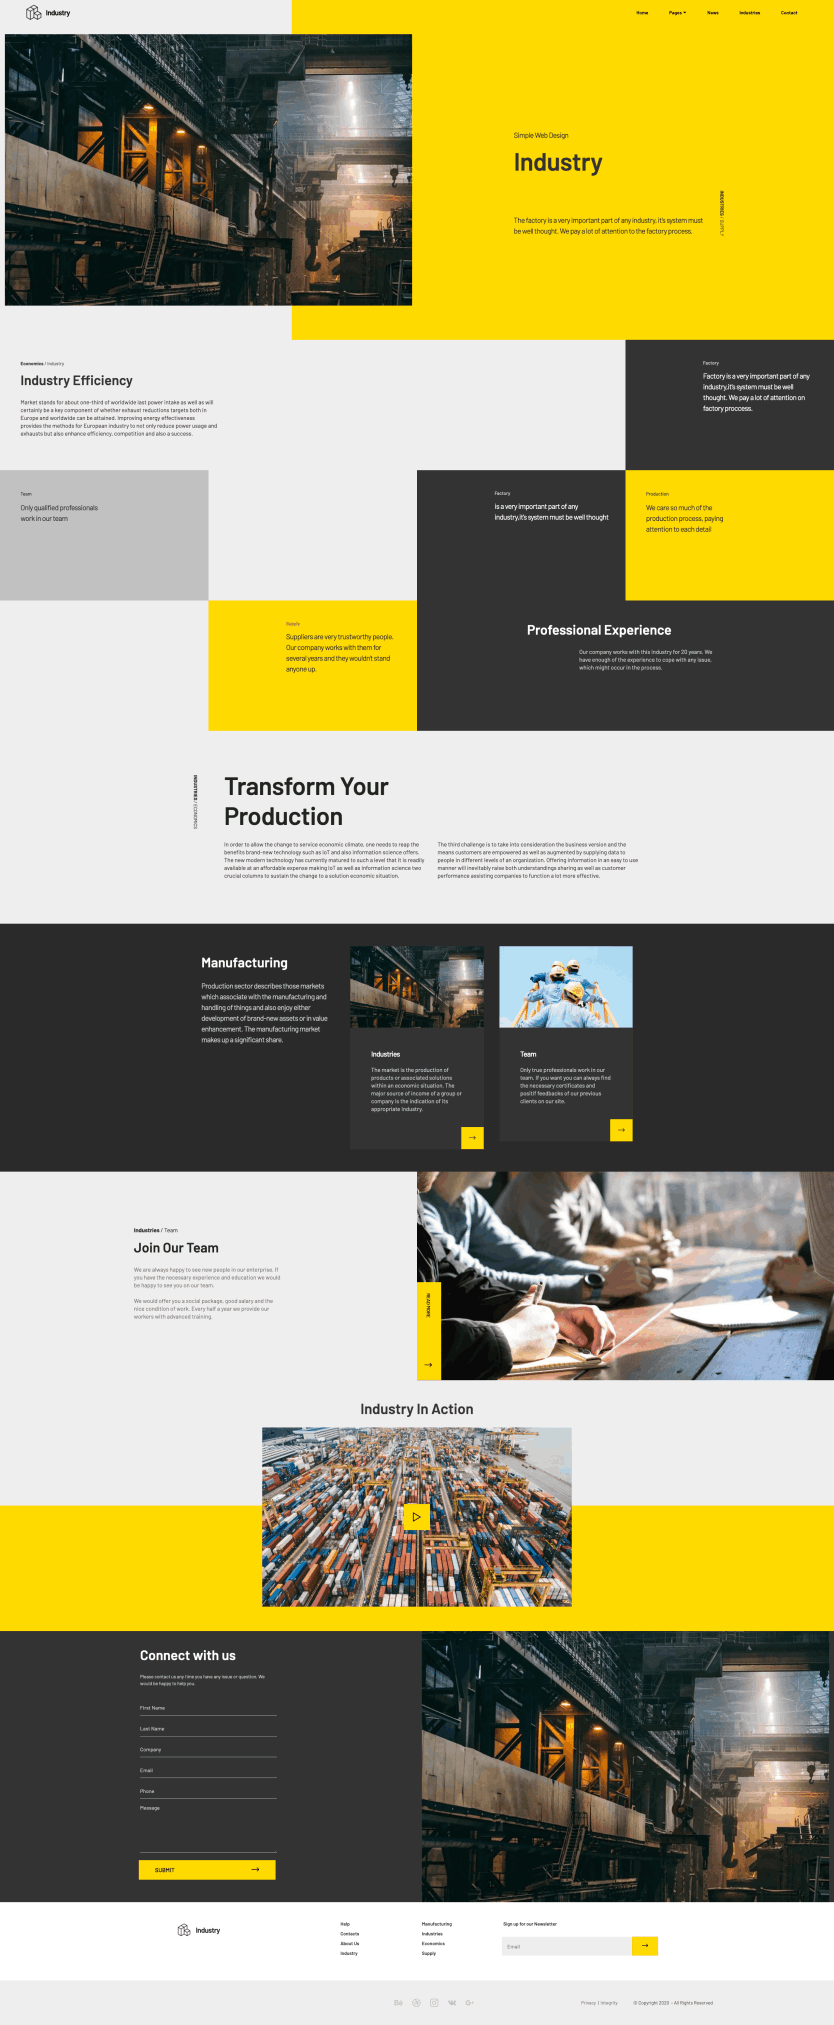 Industry
Home
Pages
News
Industries
Contact
Simple Web Design
Industry
The factory is a very important part of any industry, it's system must
be well thought. We pay a lot of attention to the factory process.
INDUSTRIES / SUPPLY
Economics / Industry
Industry Efficiency
Market stands for about one-third of worldwide last power intake as well as will
certainly be a key component of whether exhaust reductions targets both in
Europe and worldwide can be attained. Improving energy effectiveness
provides the methods for European industry to not only reduce power usage and
exhausts but also enhance efficiency, competition and also a success.
Factory
Factory is a very important part of any
industry,it's system must be well
thought. We pay a lot of attention on
factory proccess.
Team
Only qualified professionals
work in our team
Factory
is a very important part of any
industry,it's system must be well thought
Production
We care so much of the
production process, paying
attention to each detail
Supply
Suppliers are very trustworthy people.
Our company works with them for
several years and they wouldn't stand
anyone up.
Professional Experience
Our company works with this industry for 20 years. We
have enough of the experience to cope with any issue,
which might occur in the process.
INDUSTRIES / ECONOMICS
Transform Your
Production
In order to allow the change to service economic climate, one needs to reap the
benefits brand-new technology such as IoT and also information science offers.
The new modern technology has currently matured to such a level that it is readily
available at an affordable expense making IoT as well as information science two
crucial columns to sustain the change to a solution economic situation.
The third challenge is to take into consideration the business version and the
means customers are empowered as well as augmented by supplying data to
people in different levels of an organization. Offering information in an easy to use
manner will inevitably raise both understandings sharing as well as customer
performance assisting companies to function a lot more effective.
Manufacturing
Production sector describes those markets
which associate with the manufacturing and
handling of things and also enjoy either
development of brand-new assets or in value
enhancement. The manufacturing market
makes up a significant share.
Industries
The market is the production of
products or associated solutions
within an economic situation. The
major source of income of a group or
company is the indication of its
appropriate industry.
Team
Only true professionals work in our
team. If you want you can always find
the necessary certificates and
positif feedbacks of our previous
clients on our site.
Industries / Team
Join Our Team
We are always happy to see new people in our enterprise. If
you have the necessary experience and education we would
be happy to see you on our team.
We would offer you a social package, good salary and the
nice condition of work. Every half a year we provide our
workers with advanced training.
READ MORE
Industry In Action
Connect with us
Please contact us any time you have any issue or question. We
would be happy to help you.
First Name
Last Name
Company
Email
Phone
Message
SUBMIT
Industry
Help
Contacts
About Us
Industry
Manufacturing
Industries
Economics
Supply
Sign up for our Newsletter
Email
Privacy | Integrity
© Copyright 2020 - All Rights Reserved